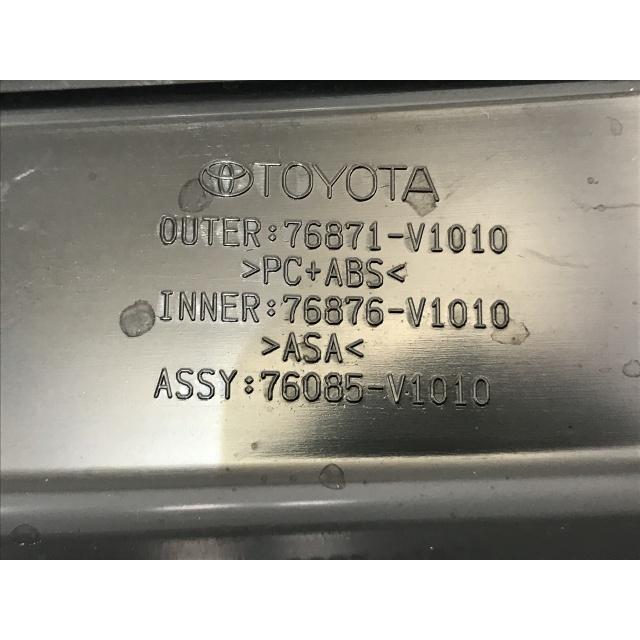 TOYOTA
OUTER:76871-V1010
>PC+ABS<
INNER:76876-V1010
>ASA<
ASSY:76085-V1010